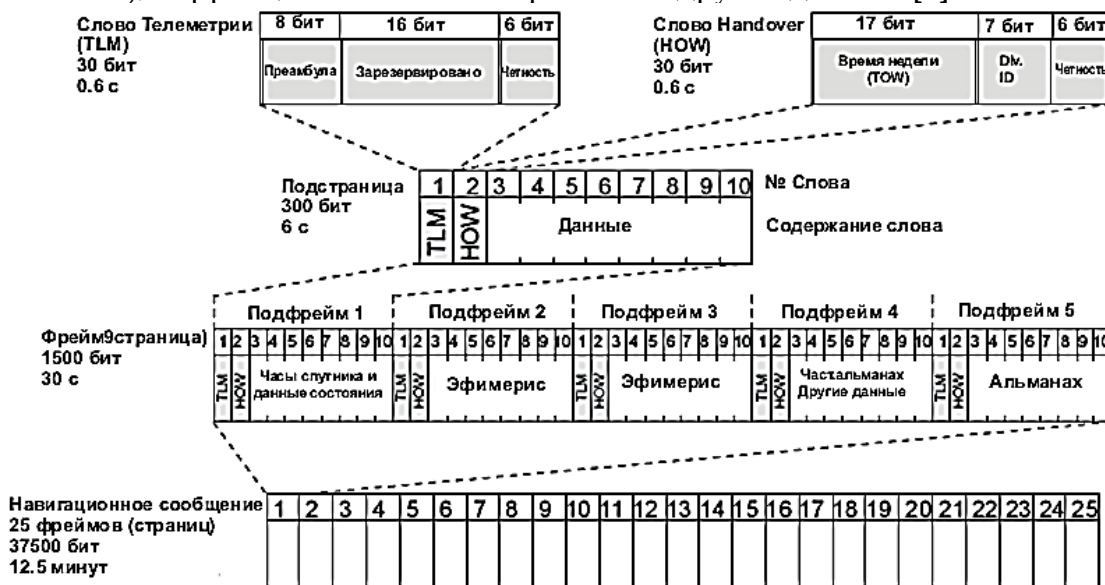 Слово Телеметрии
(TLM)
30 бит
0.6 с
8 бит 16 бит 6 бит
Преамбула Зарезервировано Четность
Слово Handover
(HOW)
30 бит
0.6 с
17 бит 7 бит 6 бит
Время недели
(TOW)
Div.
ID
Четность
Подстраница
300 бит
6 с
1 2 3 4 5 6 7 8 9 10
№ Слова
TLM HOW Данные
Содержание слова
Подфрейм 1 Подфрейм 2 Подфрейм 3 Подфрейм 4 Подфрейм 5
Фрейм9страница)
1500 бит
30 с
1 2 3 4 5 6 7 8 9 10 1 2 3 4 5 6 7 8 9 10 1 2 3 4 5 6 7 8 9 10 1 2 3 4 5 6 7 8 9 10 1 2 3 4 5 6 7 8 9 10
TLM HOW
Часы спутника и
данные состояния
TLM HOW
Эфимерис
TLM HOW
Эфимерис
TLM HOW
Частальманах
Другие данные
TLM HOW
Альманах
Навигационное сообщение
25 фреймов (страниц)
37500 бит
12.5 минут
1 2 3 4 5 6 7 8 9 10 11 12 13 14 15 16 17 18 19 20 21 22 23 24 25